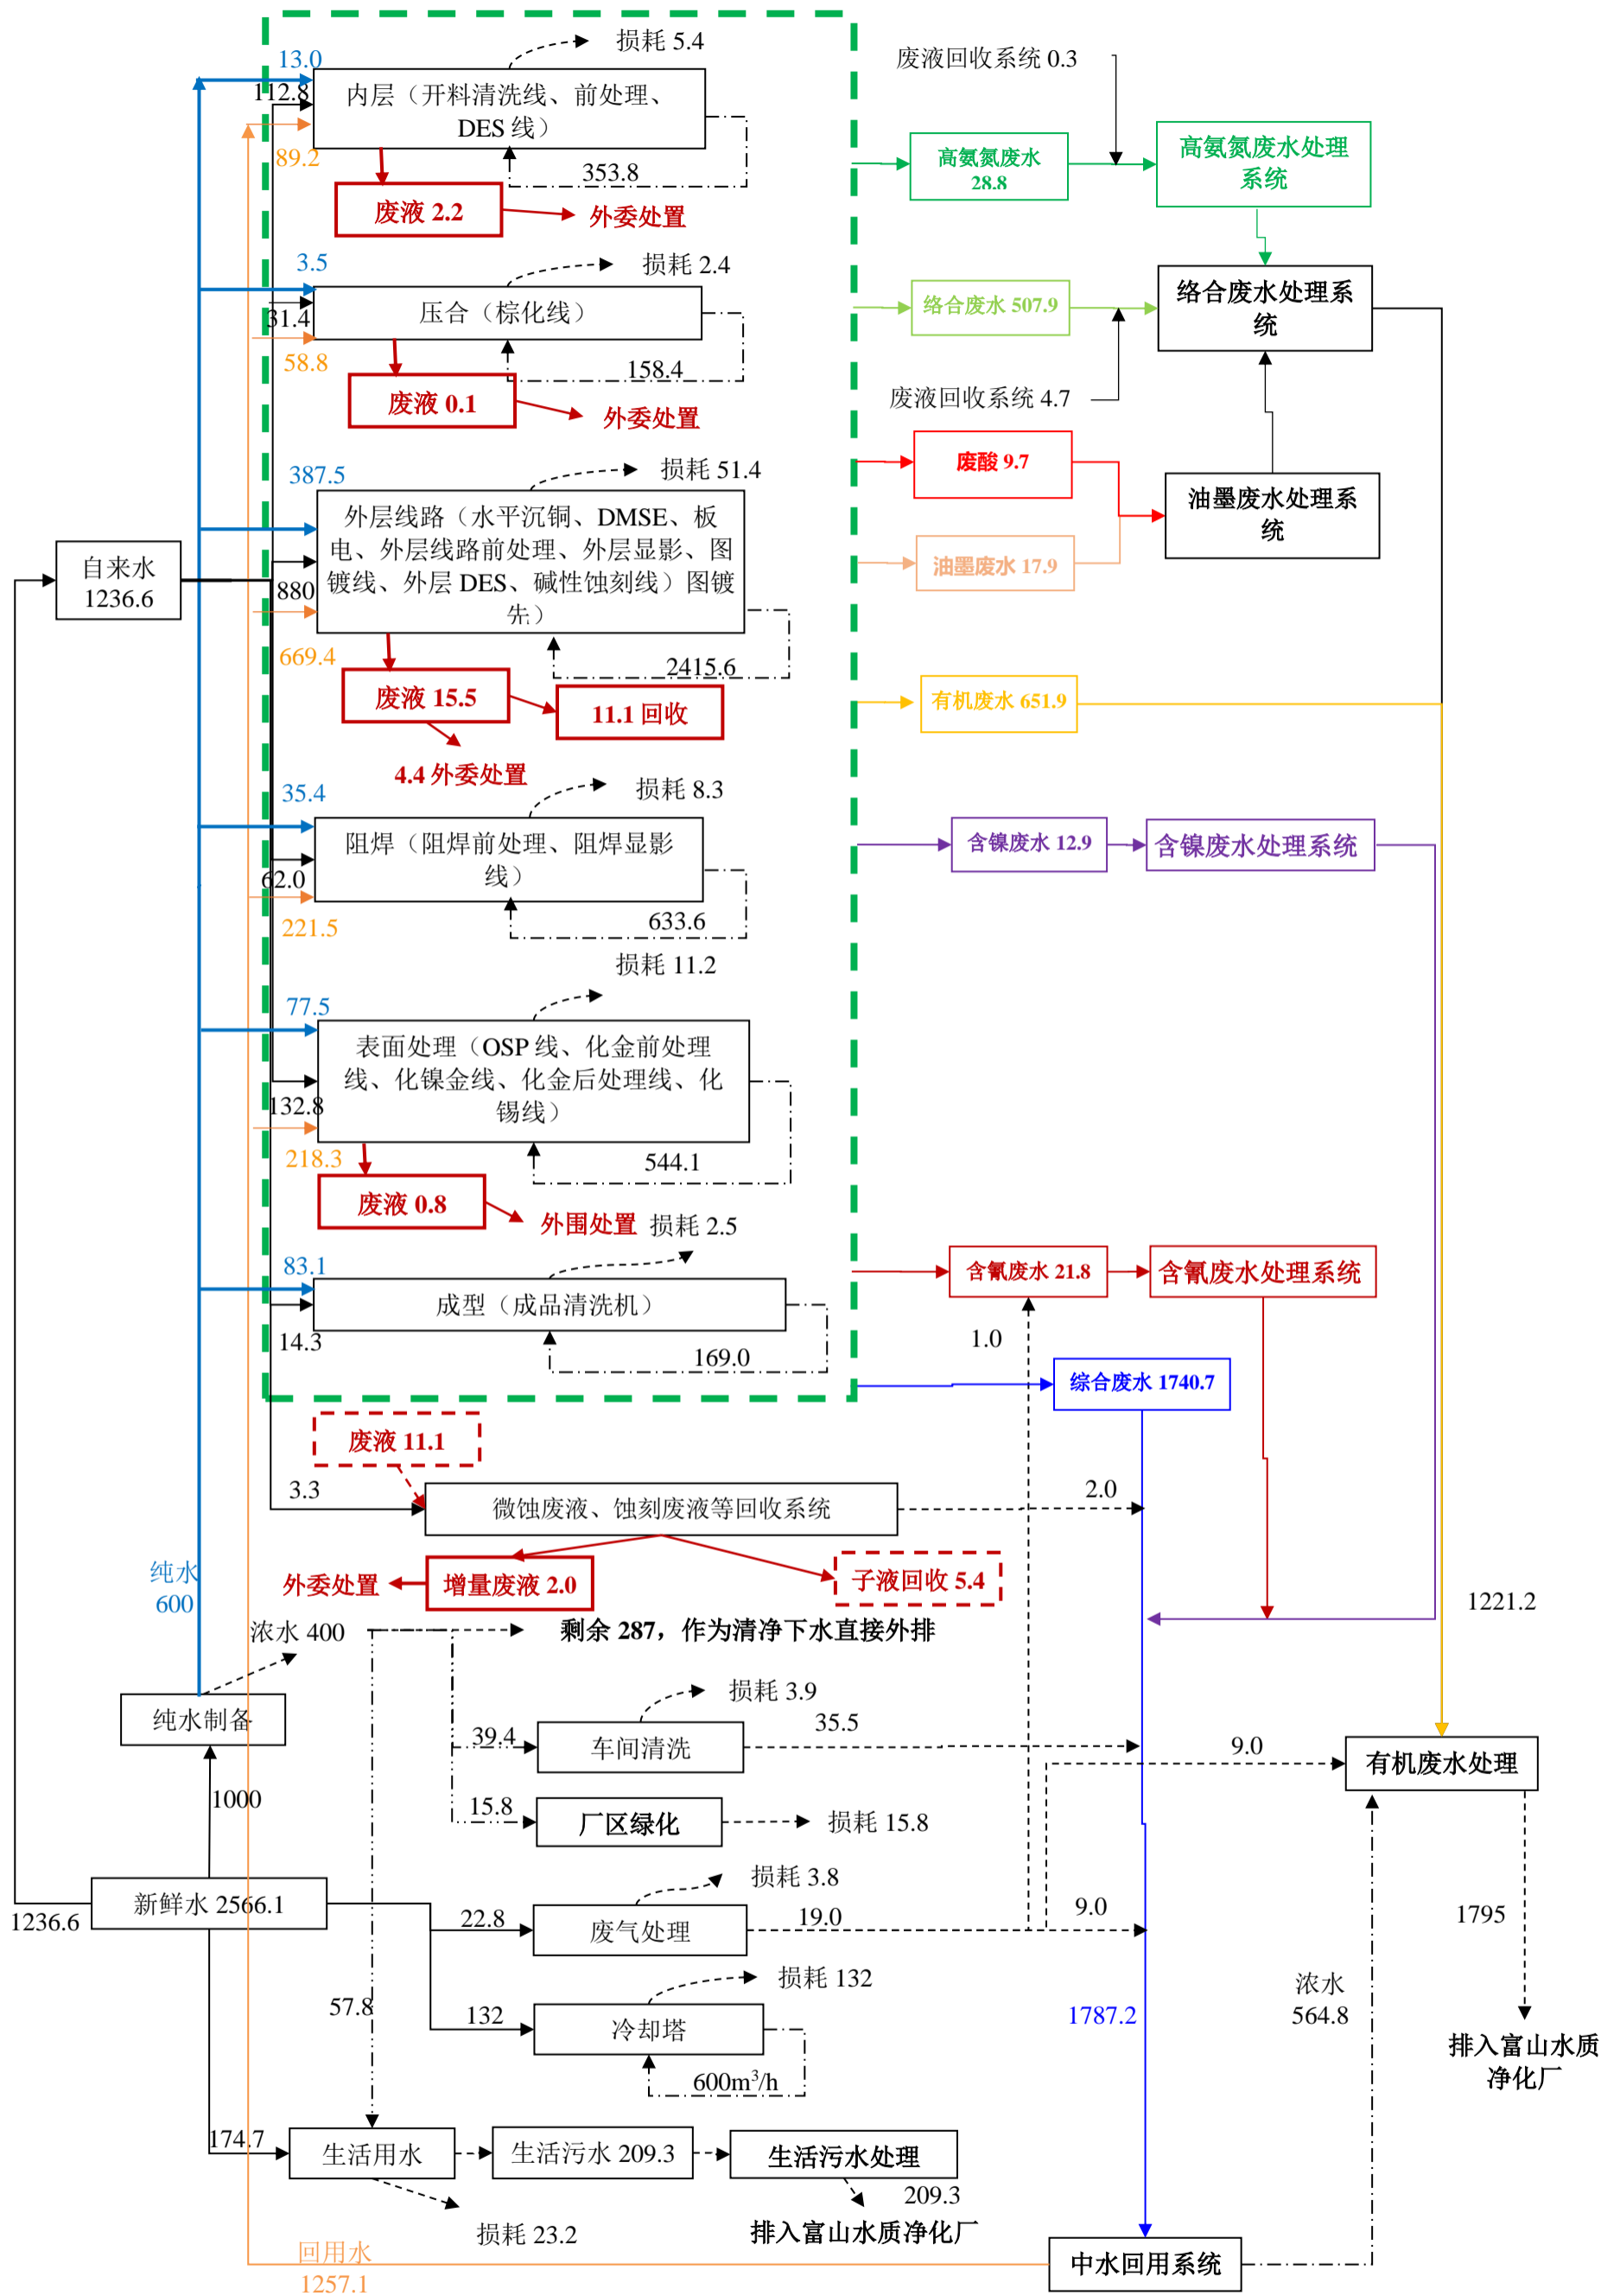 损耗 5.4
13.0
112.8
内层（开料清洗线、前处理、
DES 线）
89.2
353.8
废液 2.2
外委处置
3.5
损耗 2.4
31.4
压合（棕化线）
58.8
158.4
废液 0.1
外委处置
387.5
损耗 51.4
外层线路（水平沉铜、DMSE、板
电、外层线路前处理、外层显影、图
镀线、外层 DES、碱性蚀刻线）图镀
先）
自来水
1236.6
880
669.4
2415.6
废液 15.5
11.1 回收
4.4 外委处置
35.4
损耗 8.3
阻焊（阻焊前处理、阻焊显影
线）
62.0
221.5
633.6
损耗 11.2
77.5
表面处理（OSP 线、化金前处理
线、化镍金线、化金后处理线、化
锡线）
132.8
218.3
544.1
废液 0.8
外围处置
损耗 2.5
83.1
成型（成品清洗机）
14.3
169.0
废液回收系统 0.3
高氨氮废水
28.8
高氨氮废水处理
系统
络合废水 507.9
络合废水处理系
统
废液回收系统 4.7
废酸 9.7
油墨废水处理系
统
油墨废水 17.9
有机废水 651.9
含镍废水 12.9
含镍废水处理系统
含氰废水 21.8
含氰废水处理系统
1.0
综合废水 1740.7
废液 11.1
3.3
微蚀废液、蚀刻废液等回收系统
2.0
外委处置
增量废液 2.0
子液回收 5.4
纯水
600
1221.2
浓水 400
剩余 287，作为清净下水直接外排
纯水制备
损耗 3.9
39.4
车间清洗
35.5
9.0
有机废水处理
1000
15.8
厂区绿化
损耗 15.8
新鲜水 2566.1
1236.6
损耗 3.8
22.8
废气处理
19.0
9.0
1795
损耗 132
57.8
132
冷却塔
600m³/h
1787.2
浓水
564.8
排入富山水质
净化厂
174.7
生活用水
生活污水 209.3
生活污水处理
209.3
损耗 23.2
排入富山水质净化厂
回用水
1257.1
中水回用系统